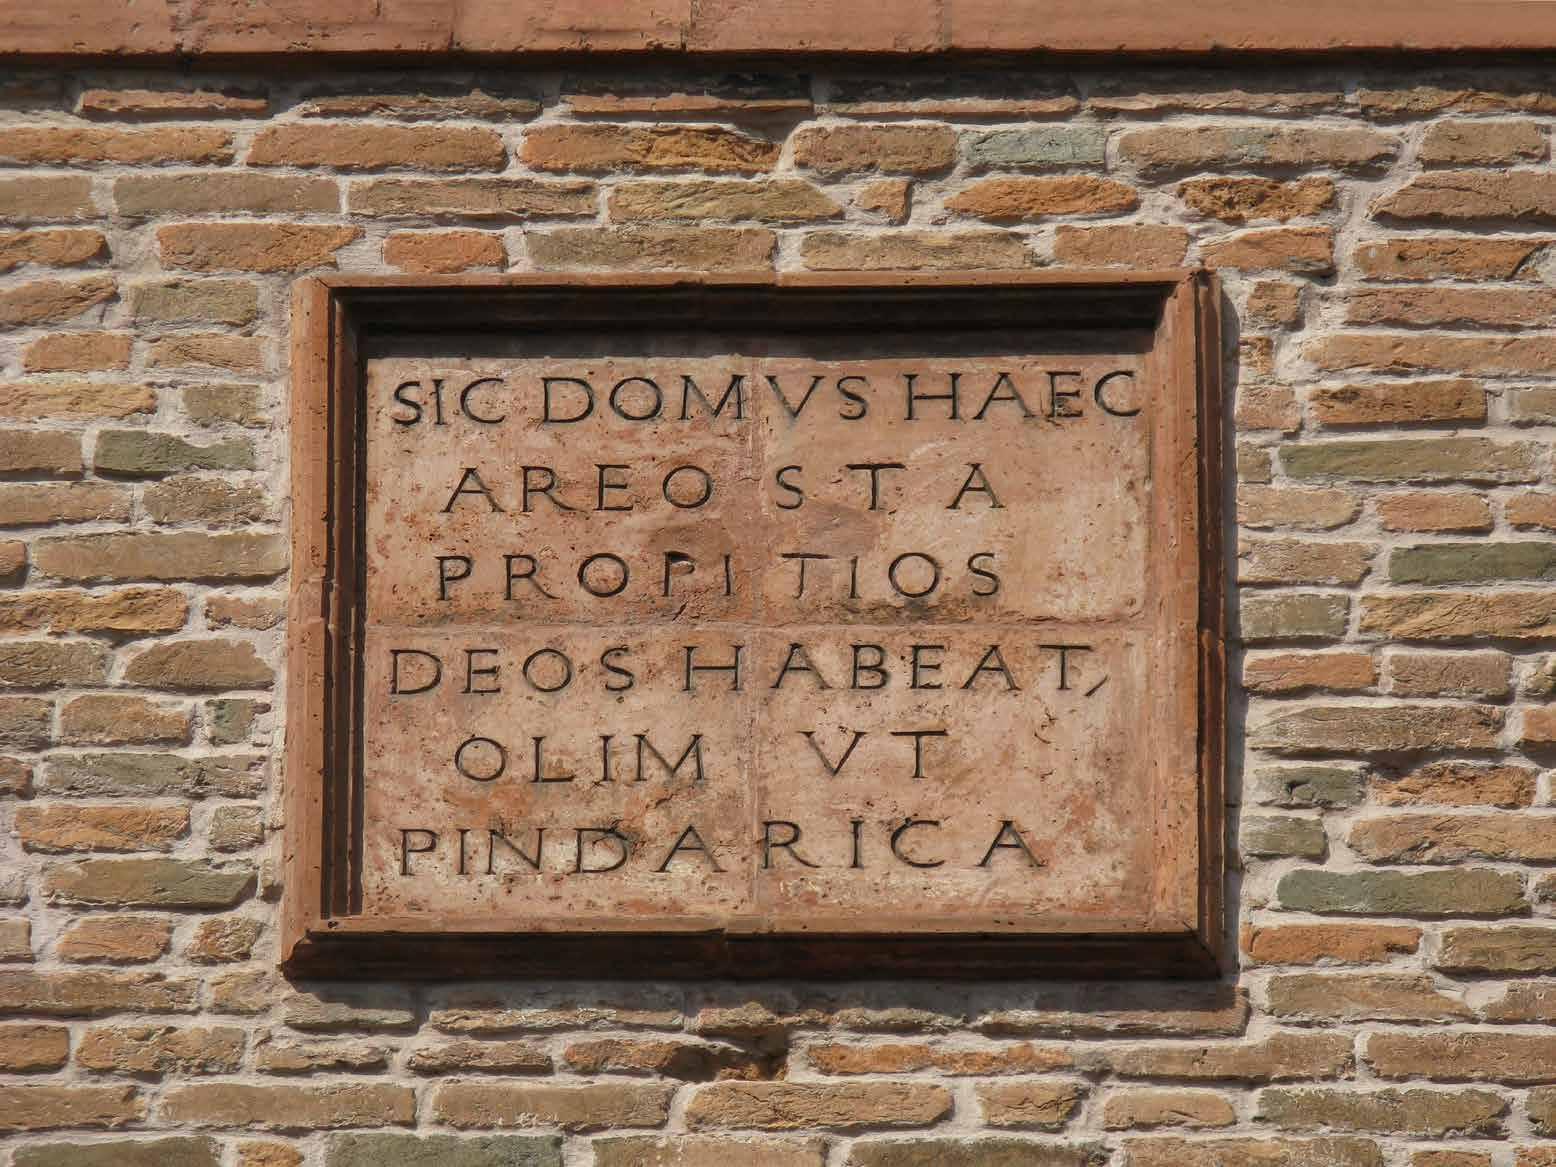 SIC DOMVS HAEC
AREOSTA
PROPITIOS
DEOS HABEAT,
OLIM VT
PINDARICA